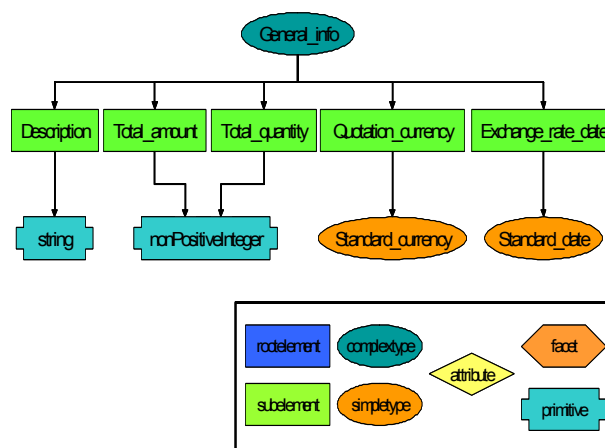 General_info
Description Total_amount Total_quantity Quotation_currency Exchange_rate_date
string nonPositiveInteger Standard_currency Standard_date
rootelement complextype facet
attribute
subelement simpletype primitive